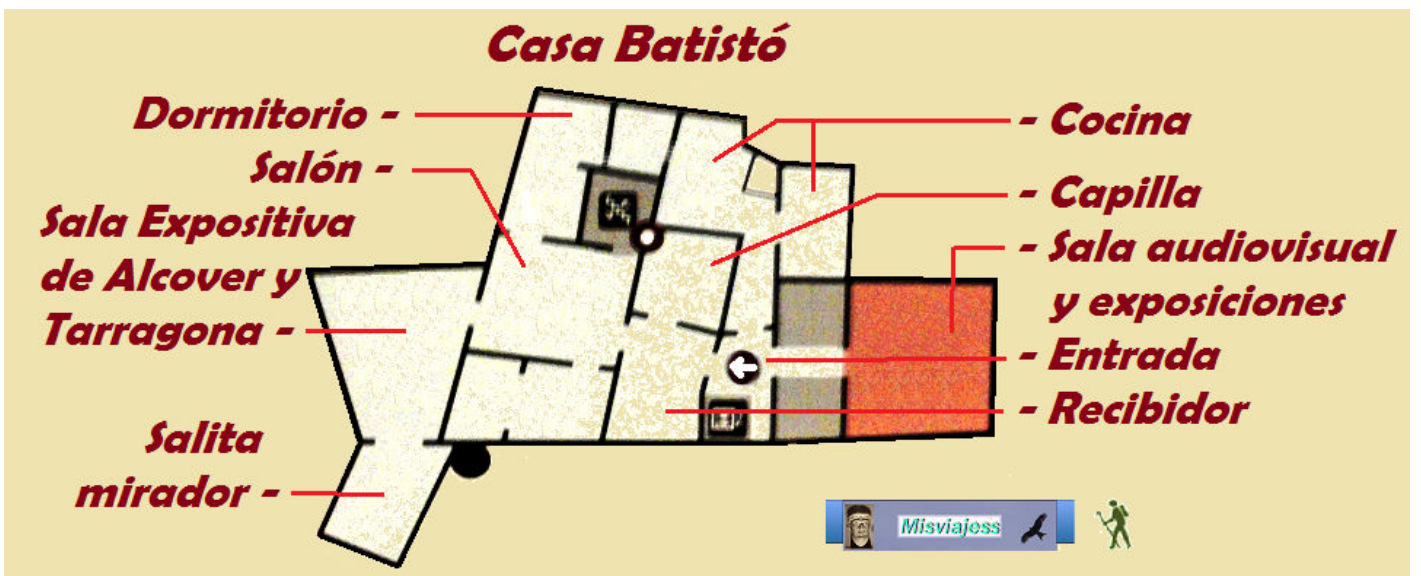 Casa Batistó
Dormitorio -
Salón -
Sala Expositiva
de Alcover y
Tarragona -
Salita
mirador -
- Cocina
- Capilla
- Sala audiovisual
y exposiciones
- Entrada
- Recibidor
Misviajess